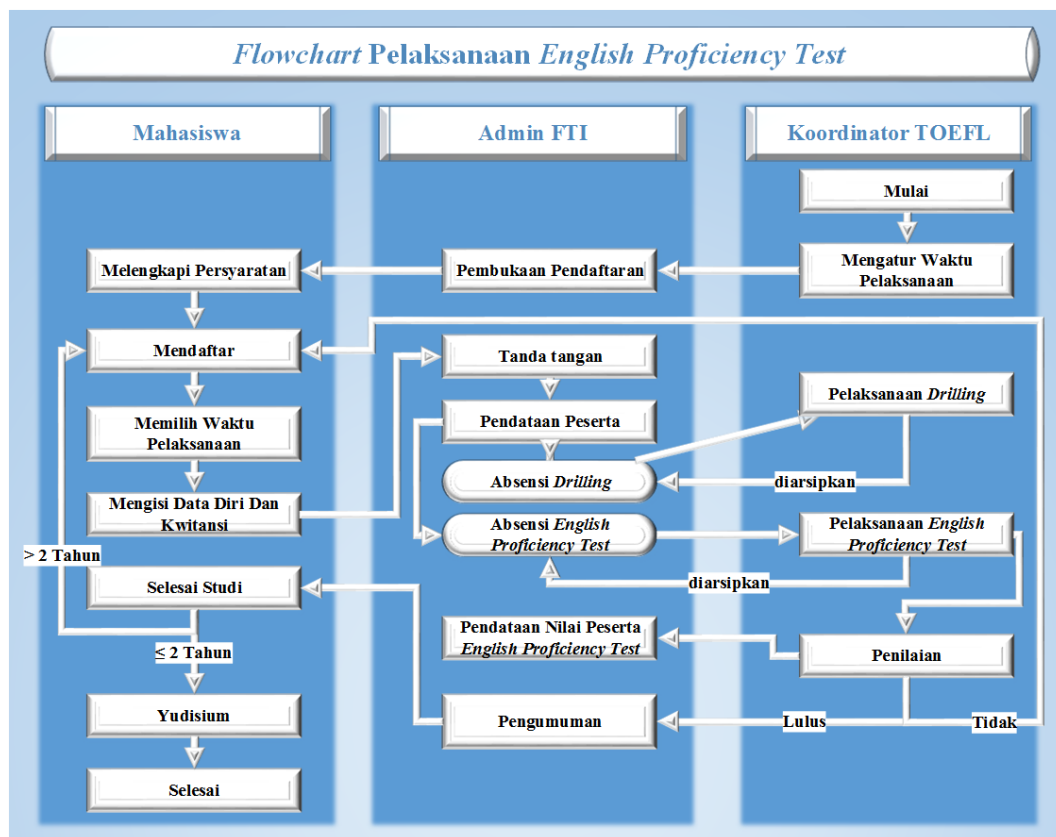 Flowchart Pelaksanaan English Proficiency Test
Mahasiswa
Admin FTI
Koordinator TOEFL
Mulai
Melengkapi Persyaratan
Pembukaan Pendaftaran
Mengatur Waktu
Pelaksanaan
Mendaftar
Tanda tangan
Pelaksanaan Drilling
Memilih Waktu
Pelaksanaan
Pendataan Peserta
Absensi Drilling
diarsipkan
Mengisi Data Diri Dan
Kwitansi
Absensi English
Proficiency Test
Pelaksanaan English
Proficiency Test
> 2 Tahun
Selesai Studi
diarsipkan
≤ 2 Tahun
Pendataan Nilai Peserta
English Proficiency Test
Penilaian
Yudisium
Pengumuman
Lulus
Tidak
Selesai